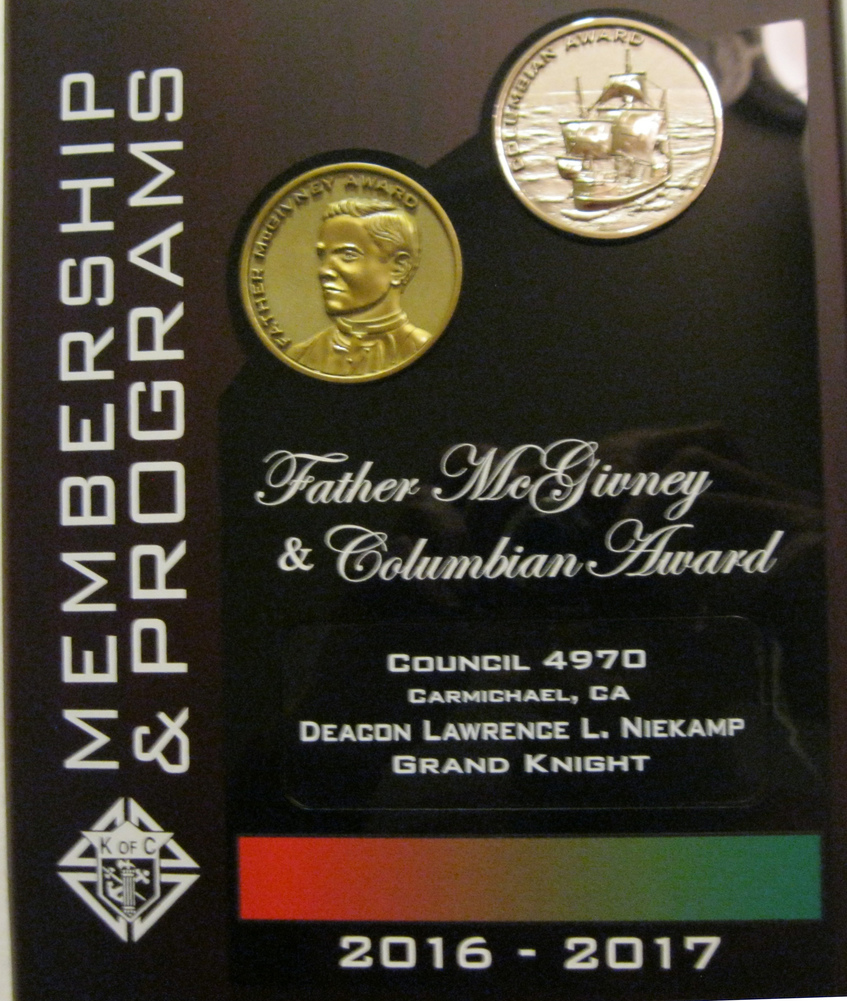 MEMBERSHIP
& PROGRAMS
COLUMBIAN AWARD
FATHER McGIVNEY AWARD
Father McGivney
& Columbian Award
COUNCIL 4970
CARMICHAEL, CA
DEACON LAWRENCE L. NIEKAMP
GRAND KNIGHT
K OF C
2016 - 2017